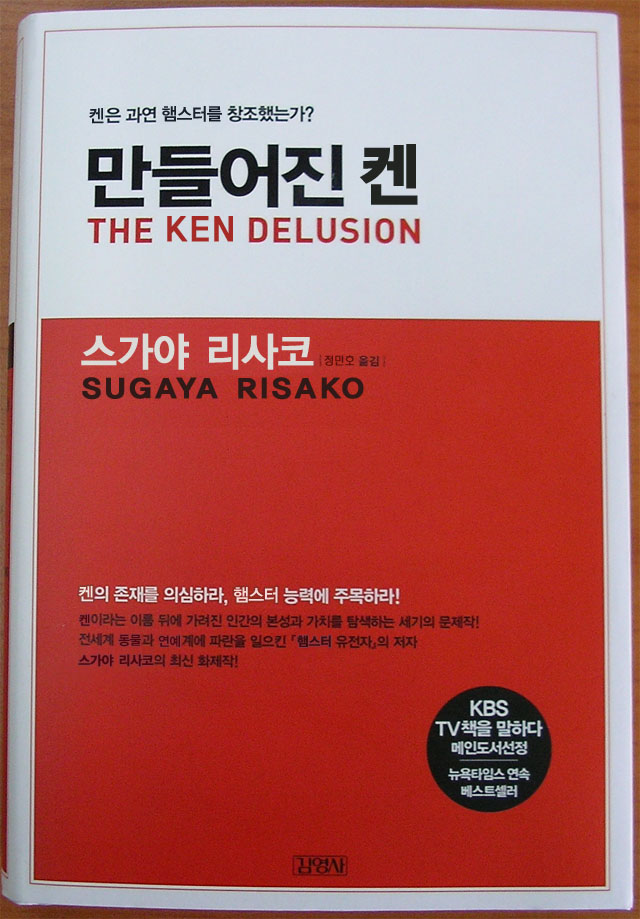 켄은 과연 햄스터를 창조했는가?
만들어진 켄
THE KEN DELUSION
스가야 리사코 | 정민호 옮김 |
SUGAYA RISAKO
켄의 존재를 의심하라, 햄스터 능력에 주목하라!
켄이라는 이름 뒤에 가려진 인간의 본성과 가치를 탐색하는 세기의 문제작!
전세계 동물과 연예계에 파란을 일으킨 『햄스터 유전자』의 저자
스가야 리사코의 최신 화제작!
KBS
TV책을 말하다
메인도서선정
뉴욕타임스 연속
베스트셀러
김영사